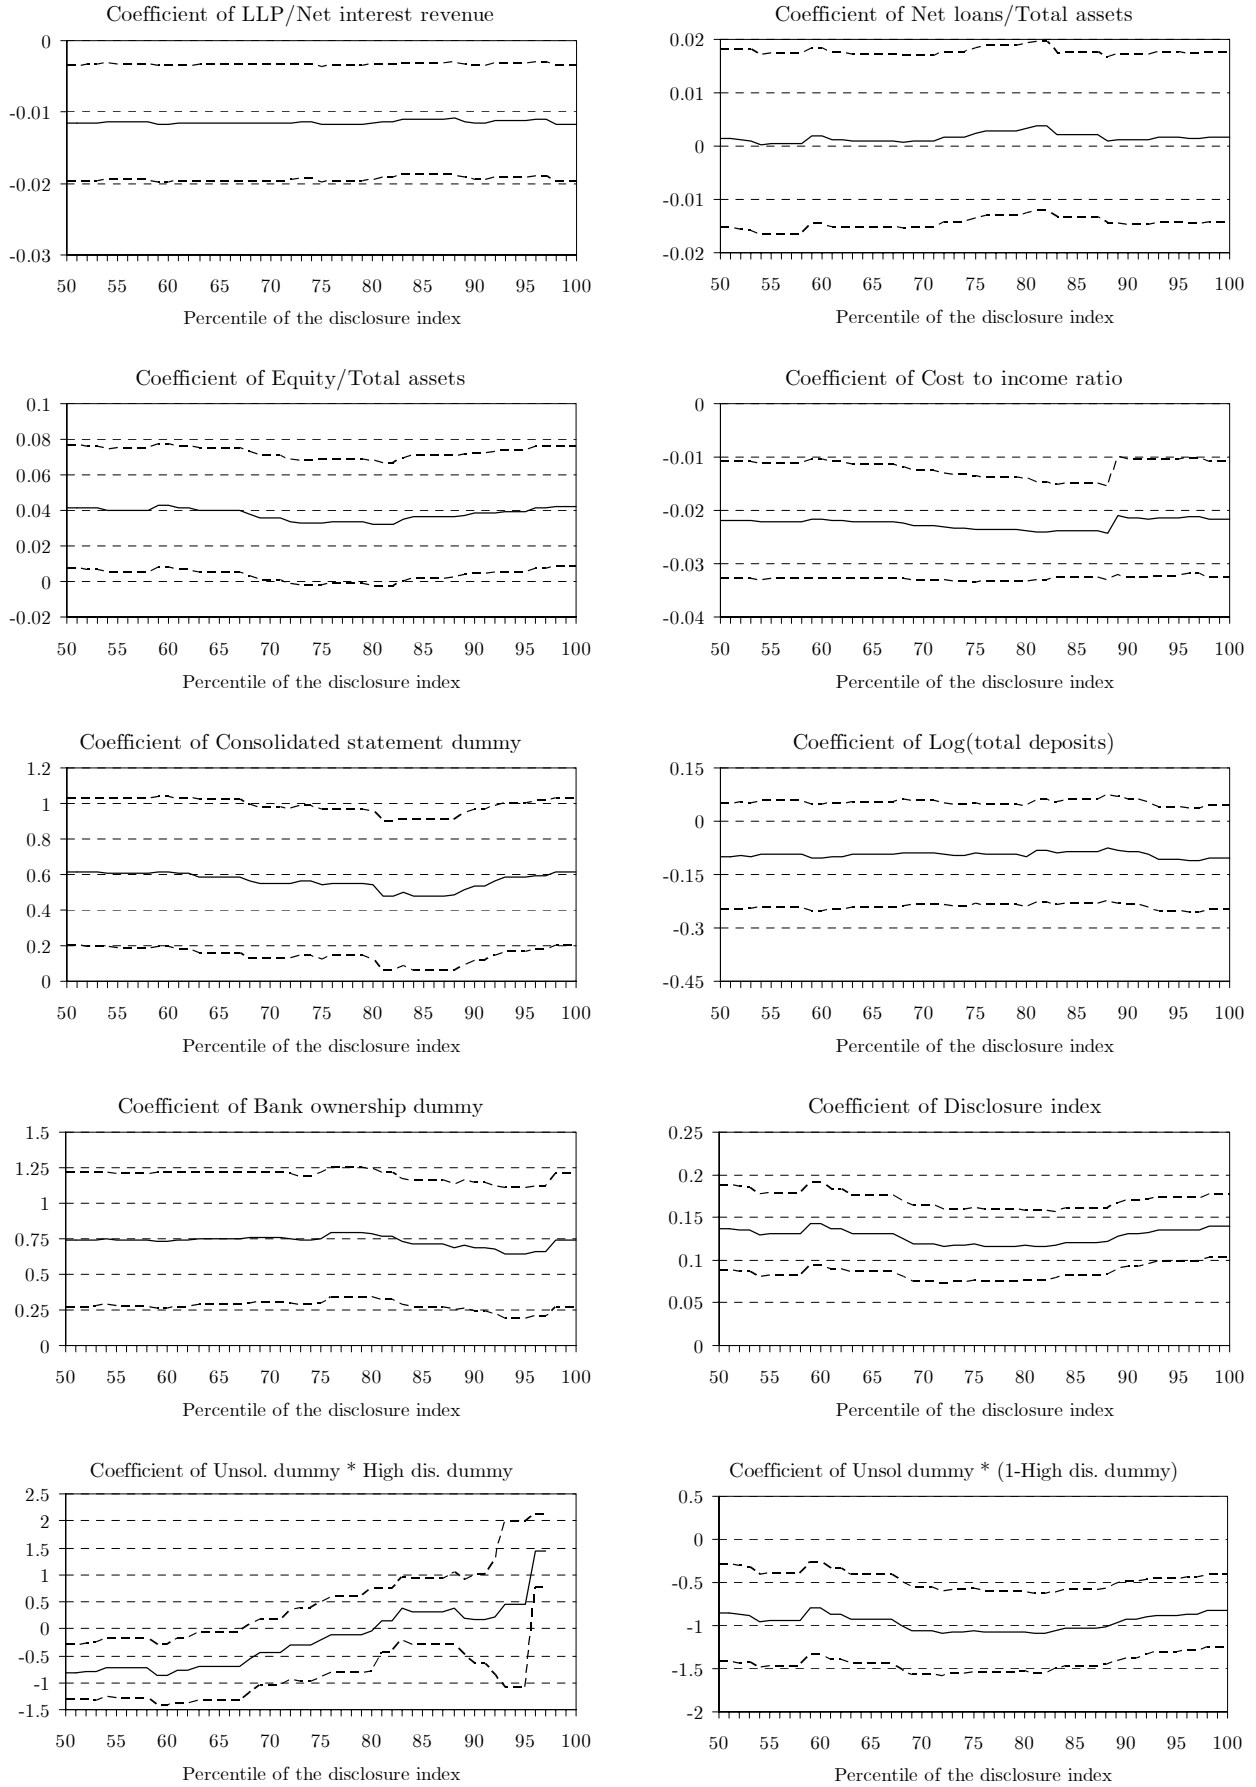 Coefficient of LLP/Net interest revenue
0
-0.01
-0.02
-0.03
50 55 60 65 70 75 80 85 90 95 100
Percentile of the disclosure index
Coefficient of Net loans/Total assets
0.02
0.01
0
-0.01
-0.02
50 55 60 65 70 75 80 85 90 95 100
Percentile of the disclosure index
Coefficient of Equity/Total assets
0.1
0.08
0.06
0.04
0.02
0
-0.02
50 55 60 65 70 75 80 85 90 95 100
Percentile of the disclosure index
Coefficient of Cost to income ratio
0
-0.01
-0.02
-0.03
-0.04
50 55 60 65 70 75 80 85 90 95 100
Percentile of the disclosure index
Coefficient of Consolidated statement dummy
1.2
1
0.8
0.6
0.4
0.2
0
50 55 60 65 70 75 80 85 90 95 100
Percentile of the disclosure index
Coefficient of Log(total deposits)
0.15
0
-0.15
-0.3
-0.45
50 55 60 65 70 75 80 85 90 95 100
Percentile of the disclosure index
Coefficient of Bank ownership dummy
1.5
1.25
1
0.75
0.5
0.25
0
50 55 60 65 70 75 80 85 90 95 100
Percentile of the disclosure index
Coefficient of Disclosure index
0.25
0.2
0.15
0.1
0.05
0
50 55 60 65 70 75 80 85 90 95 100
Percentile of the disclosure index
Coefficient of Unsol. dummy * High dis. dummy
2.5
2
1.5
1
0.5
0
-0.5
-1
-1.5
50 55 60 65 70 75 80 85 90 95 100
Percentile of the disclosure index
Coefficient of Unsol dummy * (1-High dis. dummy)
0.5
0
-0.5
-1
-1.5
-2
50 55 60 65 70 75 80 85 90 95 100
Percentile of the disclosure index